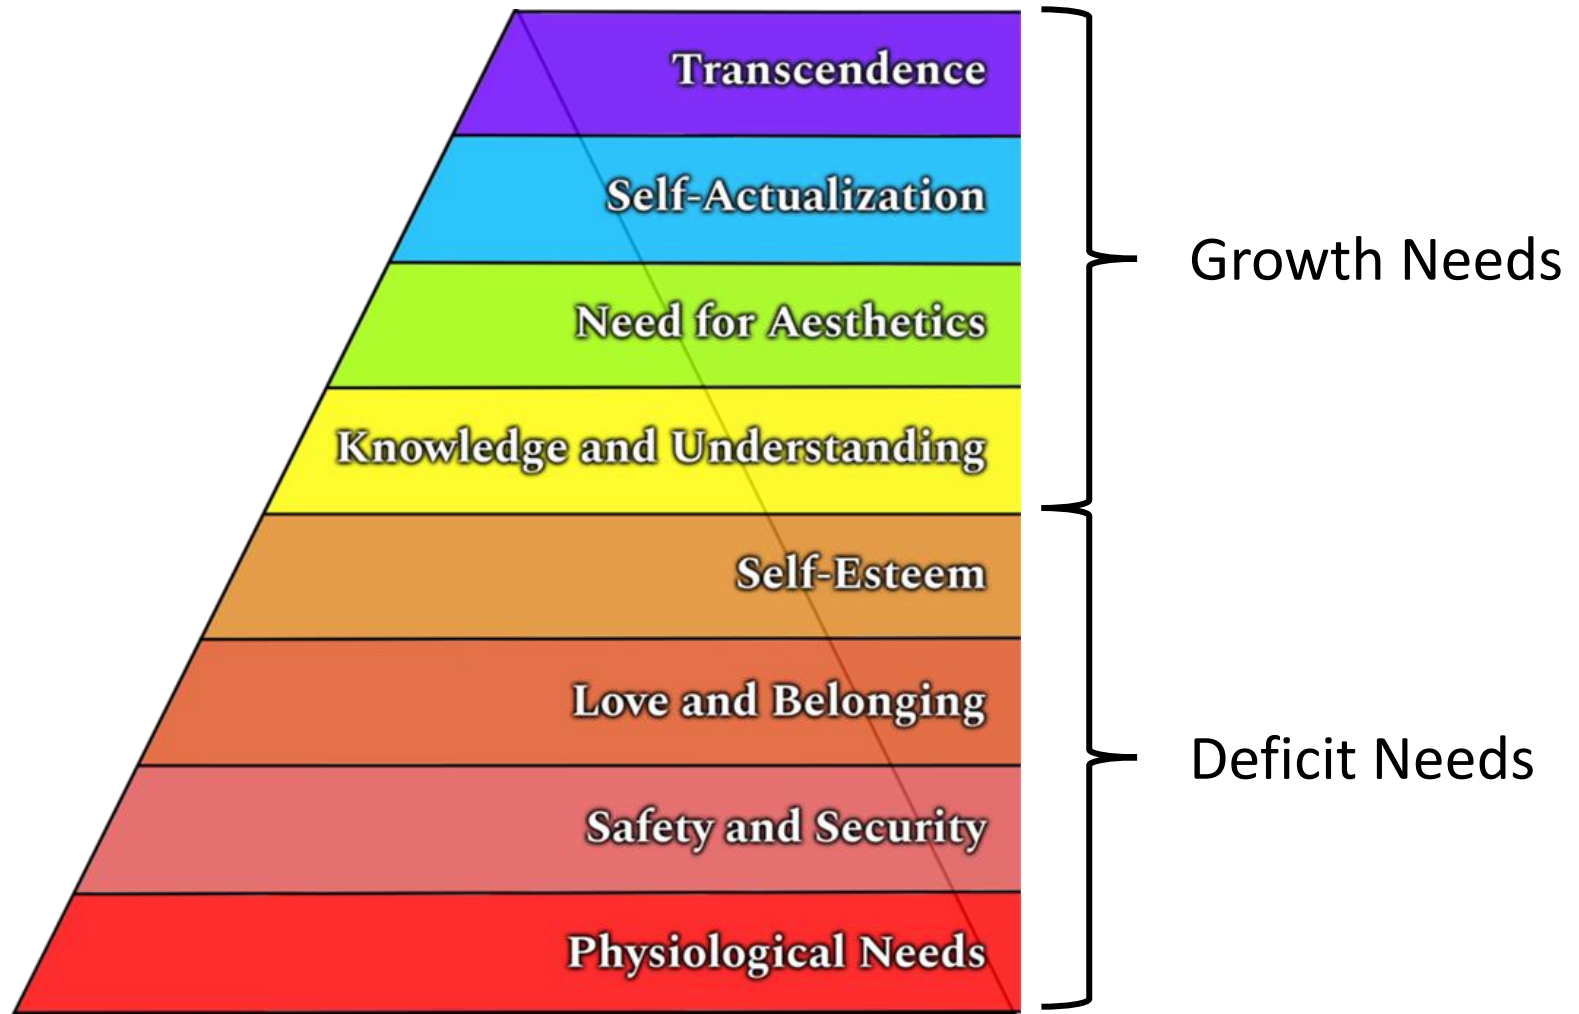 Transcendence
Self-Actualization
Growth Needs
Need for Aesthetics
Knowledge and Understanding
Self-Esteem
Love and Belonging
Deficit Needs
Safety and Security
Physiological Needs